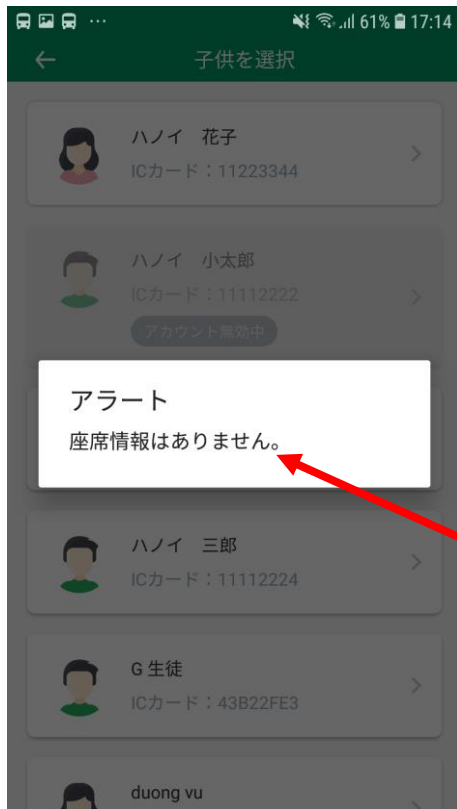 61% 17:14
子供を選択
ハノイ 花子
ICカード：11223344
ハノイ 小太郎
ICカード：11112222
アカウント無効中
アラート
座席情報はありません。
ハノイ 三郎
ICカード：11112224
G 生徒
ICカード：43B22FE3
duong vu